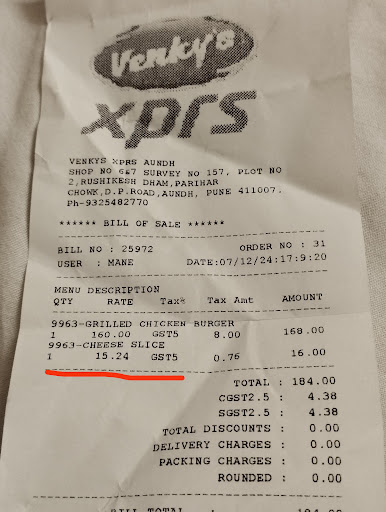 Venky's
xprs
VENKYS XPRS AUNDH
SHOP NO 6&7 SURVEY NO 157, PLOT NO
2,RUSHIKESH DHAM,PARIHAR
CHOWK,D.P.ROAD,AUNDH, PUNE 411007.
Ph-9325482770
****** BILL OF SALE ******
BILL NO : 25972 ORDER NO : 31
USER : MANE DATE:07/12/24:17:9:20
MENU DESCRIPTION
QTY RATE Tax% Tax Amt AMOUNT
9963-GRILLED CHICKEN BURGER
1 160.00 GST5 8.00 168.00
9963-CHEESE SLICE
1 15.24 GST5 0.76 16.00
TOTAL : 184.00
CGST2.5 : 4.38
SGST2.5 : 4.38
TOTAL DISCOUNTS : 0.00
DELIVERY CHARGES : 0.00
PACKING CHARGES : 0.00
ROUNDED : 0.00
BILL TOTAL : 184.00